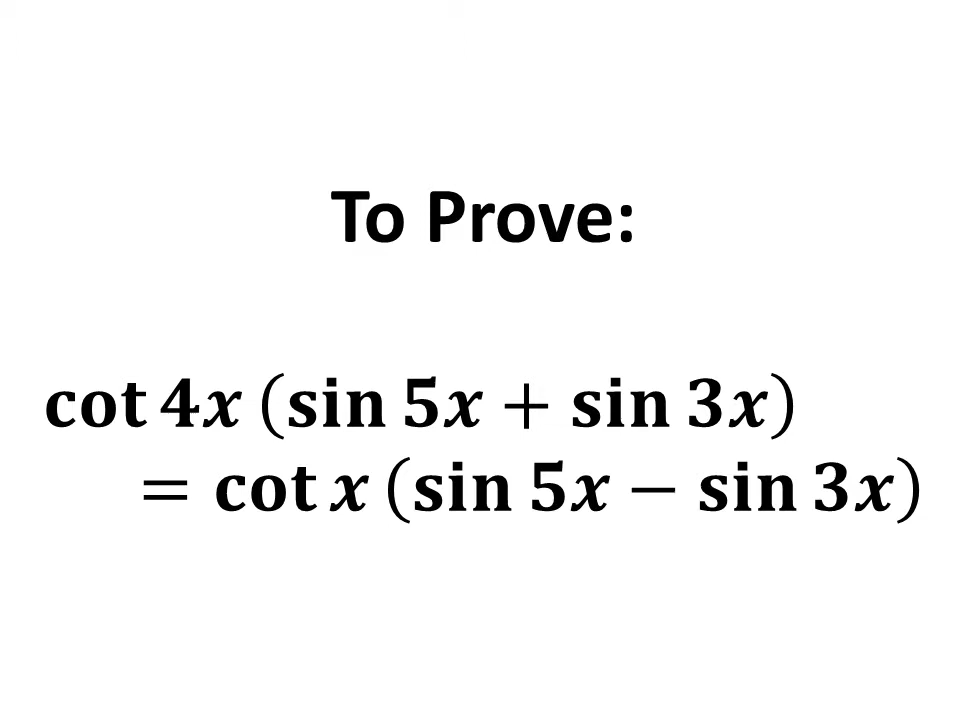 To Prove:
cot 4x (sin 5x + sin 3x)
= cot x (sin 5x − sin 3x)